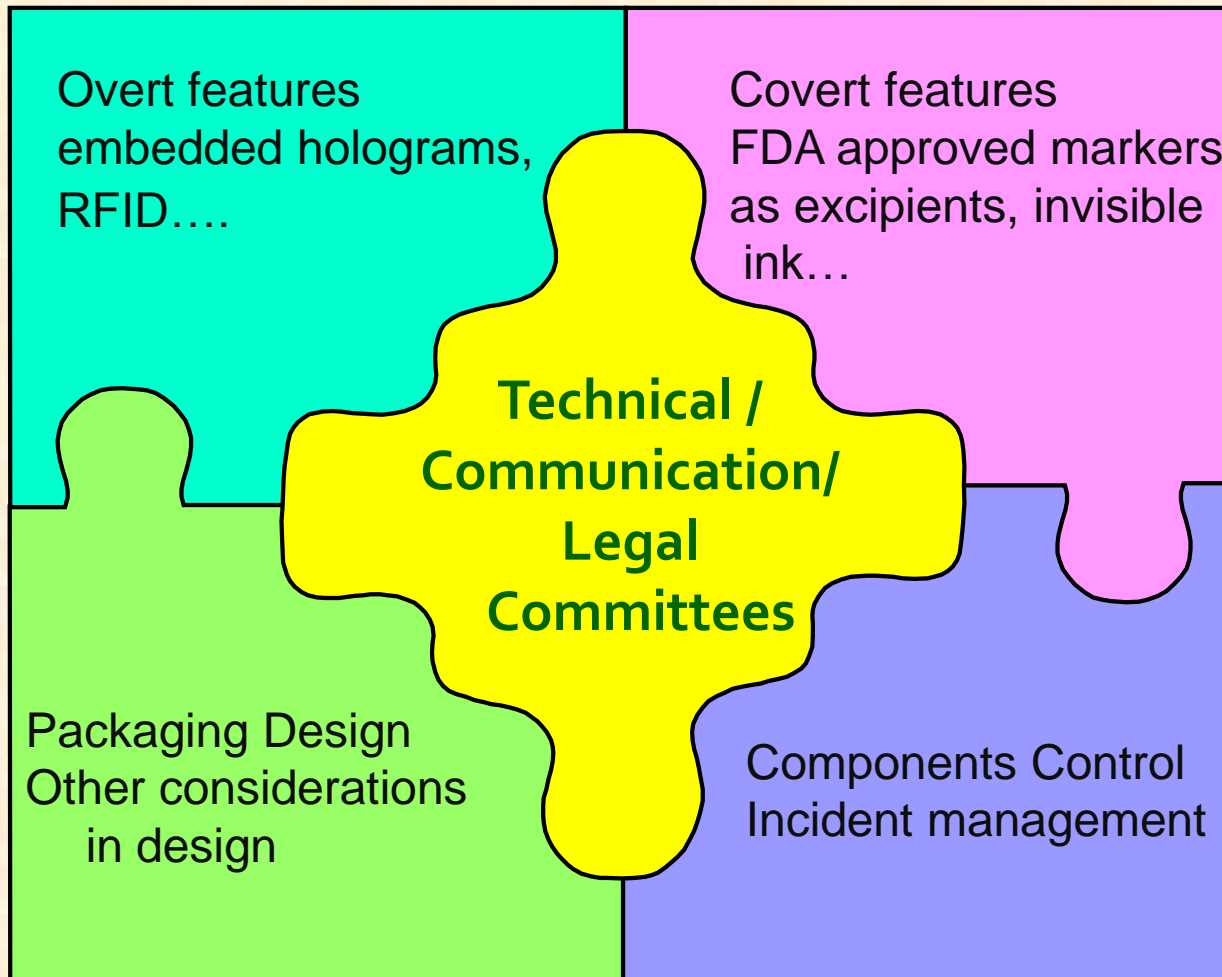 Overt features
embedded holograms,
RFID….
Covert features
FDA approved markers
as excipients, invisible
ink…
Technical /
Communication/
Legal
Committees
Packaging Design
Other considerations
in design
Components Control
Incident management